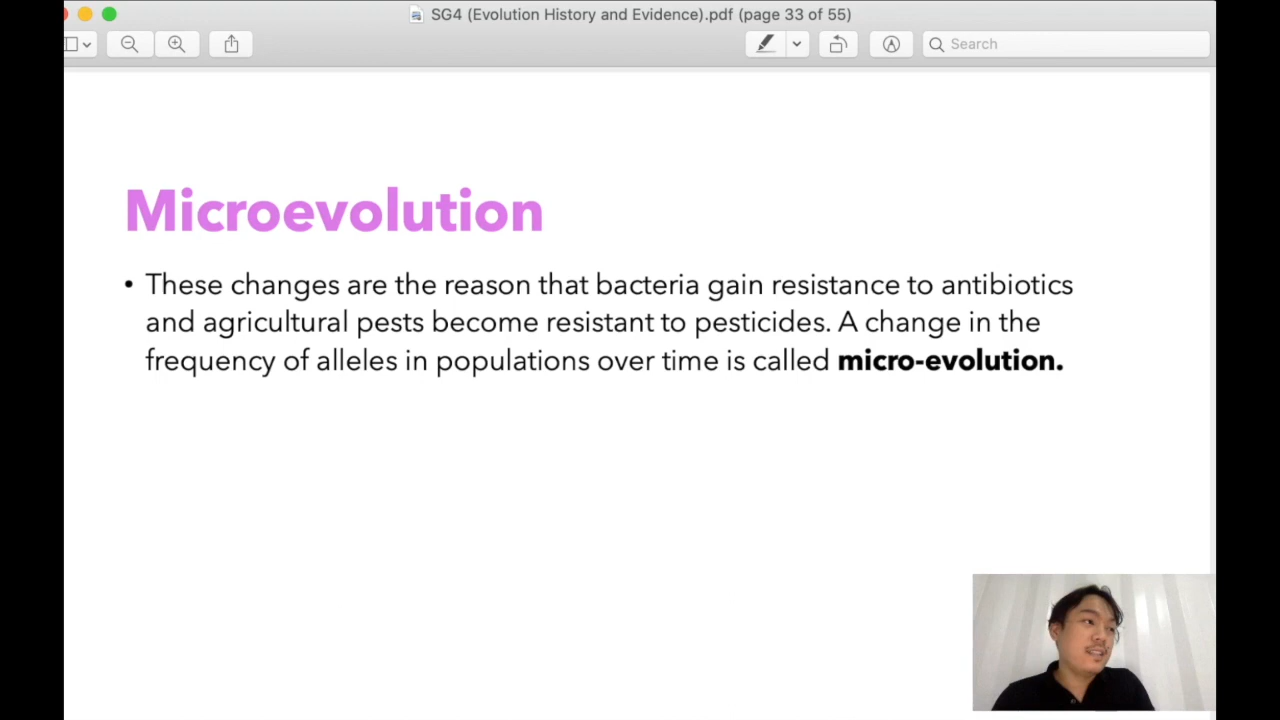 SG4 (Evolution History and Evidence).pdf (page 33 of 55)
Search
Microevolution
• These changes are the reason that bacteria gain resistance to antibiotics
and agricultural pests become resistant to pesticides. A change in the
frequency of alleles in populations over time is called micro-evolution.